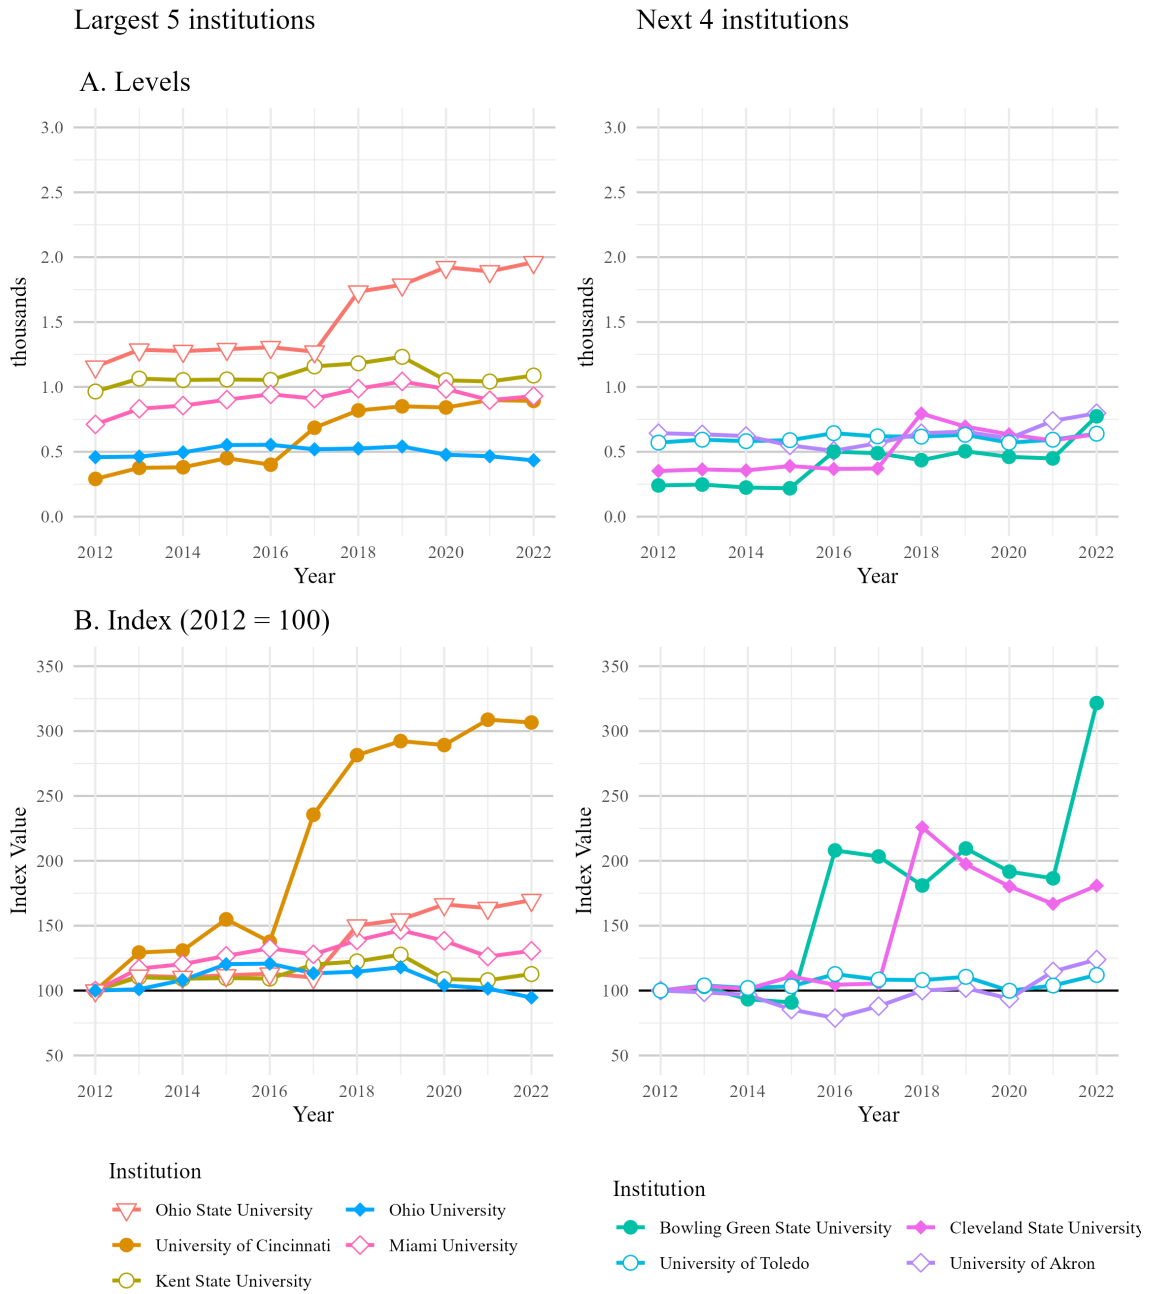 Largest 5 institutions
Next 4 institutions
A. Levels
3.0
2.5
2.0
1.5
1.0
0.5
0.0
thousands
2012 2014 2016 2018 2020 2022
Year
3.0
2.5
2.0
1.5
1.0
0.5
0.0
thousands
2012 2014 2016 2018 2020 2022
Year
B. Index (2012 = 100)
350
300
250
200
150
100
50
Index Value
2012 2014 2016 2018 2020 2022
Year
350
300
250
200
150
100
50
Index Value
2012 2014 2016 2018 2020 2022
Year
Institution
Ohio State University
Ohio University
University of Cincinnati
Miami University
Kent State University
Institution
Bowling Green State University
Cleveland State University
University of Toledo
University of Akron